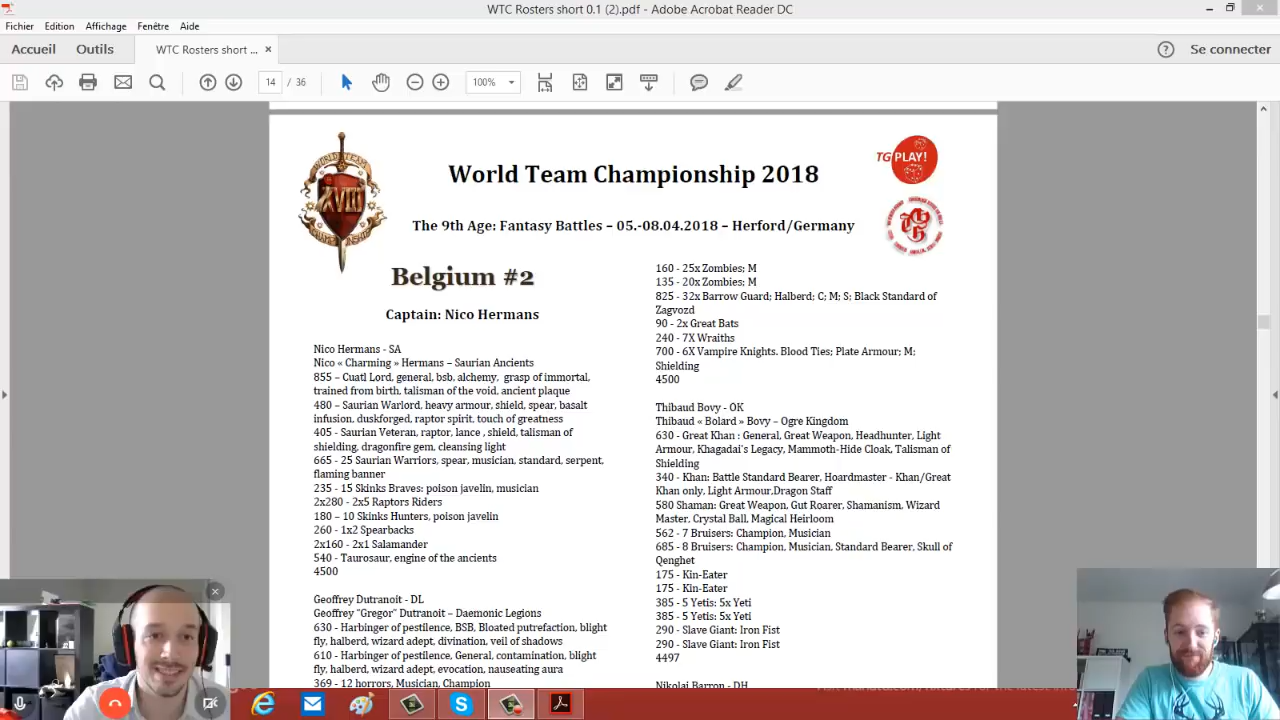 WTC Rosters short 0.1 (2).pdf - Adobe Acrobat Reader DC
Fichier Edition Affichage Fenêtre Aide
Accueil Outils WTC Rosters short ... × Se connecter
14 / 36 100%
World Team Championship 2018
TG PLAY!
XVIII
The 9th Age: Fantasy Battles – 05.-08.04.2018 – Herford/Germany
Belgium #2
Captain: Nico Hermans
Nico Hermans - SA
Nico « Charming » Hermans – Saurian Ancients
855 – Cuatl Lord, general, bsb, alchemy, grasp of immortal,
trained from birth, talisman of the void, ancient plaque
480 – Saurian Warlord, heavy armour, shield, spear, basalt
infusion, duskforged, raptor spirit, touch of greatness
405 - Saurian Veteran, raptor, lance , shield, talisman of
shielding, dragonfire gem, cleansing light
665 - 25 Saurian Warriors, spear, musician, standard, serpent,
flaming banner
235 - 15 Skinks Braves: poison javelin, musician
2x280 - 2x5 Raptors Riders
180 – 10 Skinks Hunters, poison javelin
260 - 1x2 Spearbacks
2x160 - 2x1 Salamander
540 - Taurosaur, engine of the ancients
4500
Geoffrey Dutranoit - DL
Geoffrey "Gregor" Dutranoit – Daemonic Legions
630 - Harbinger of pestilence, BSB, Bloated putrefaction, blight
fly, halberd, wizard adept, divination, veil of shadows
610 - Harbinger of pestilence, General, contamination, blight
fly, halberd, wizard adept, evocation, nauseating aura
369 - 12 horrors, Musician, Champion
160 - 25x Zombies; M
135 - 20x Zombies; M
825 - 32x Barrow Guard; Halberd; C; M; S; Black Standard of
Zagvozd
90 - 2x Great Bats
240 - 7X Wraiths
700 - 6X Vampire Knights. Blood Ties; Plate Armour; M;
Shielding
4500
Thibaud Bovy - OK
Thibaud « Bolard » Bovy – Ogre Kingdom
630 - Great Khan : General, Great Weapon, Headhunter, Light
Armour, Khagadai's Legacy, Mammoth-Hide Cloak, Talisman of
Shielding
340 - Khan: Battle Standard Bearer, Hoardmaster - Khan/Great
Khan only, Light Armour,Dragon Staff
580 Shaman: Great Weapon, Gut Roarer, Shamanism, Wizard
Master, Crystal Ball, Magical Heirloom
562 - 7 Bruisers: Champion, Musician
685 - 8 Bruisers: Champion, Musician, Standard Bearer, Skull of
Qenghet
175 - Kin-Eater
175 - Kin-Eater
385 - 5 Yetis: 5x Yeti
385 - 5 Yetis: 5x Yeti
290 - Slave Giant: Iron Fist
290 - Slave Giant: Iron Fist
4497
Nikolai Barron - DH